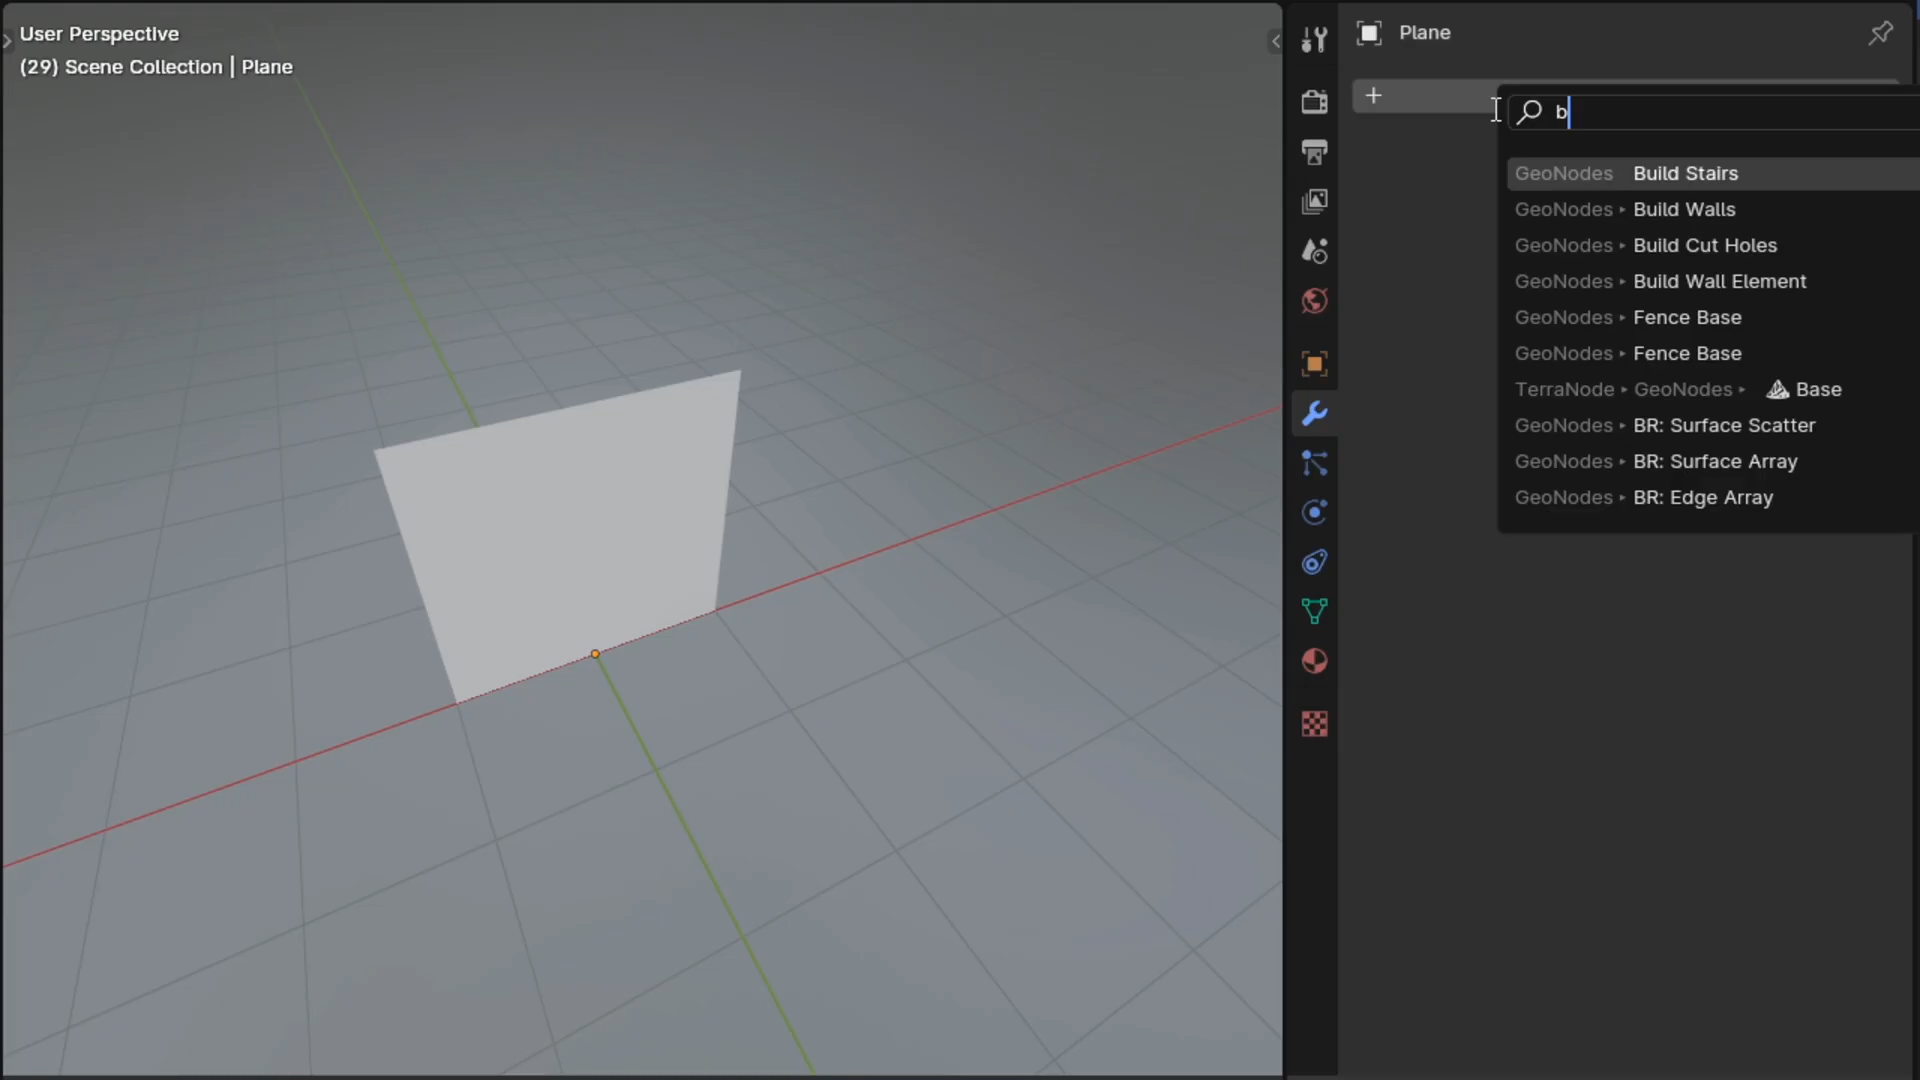 User Perspective
(29) Scene Collection | Plane
Plane
b
GeoNodes Build Stairs
GeoNodes ▸ Build Walls
GeoNodes ▸ Build Cut Holes
GeoNodes ▸ Build Wall Element
GeoNodes ▸ Fence Base
GeoNodes ▸ Fence Base
TerraNode ▸ GeoNodes ▸ Base
GeoNodes ▸ BR: Surface Scatter
GeoNodes ▸ BR: Surface Array
GeoNodes ▸ BR: Edge Array